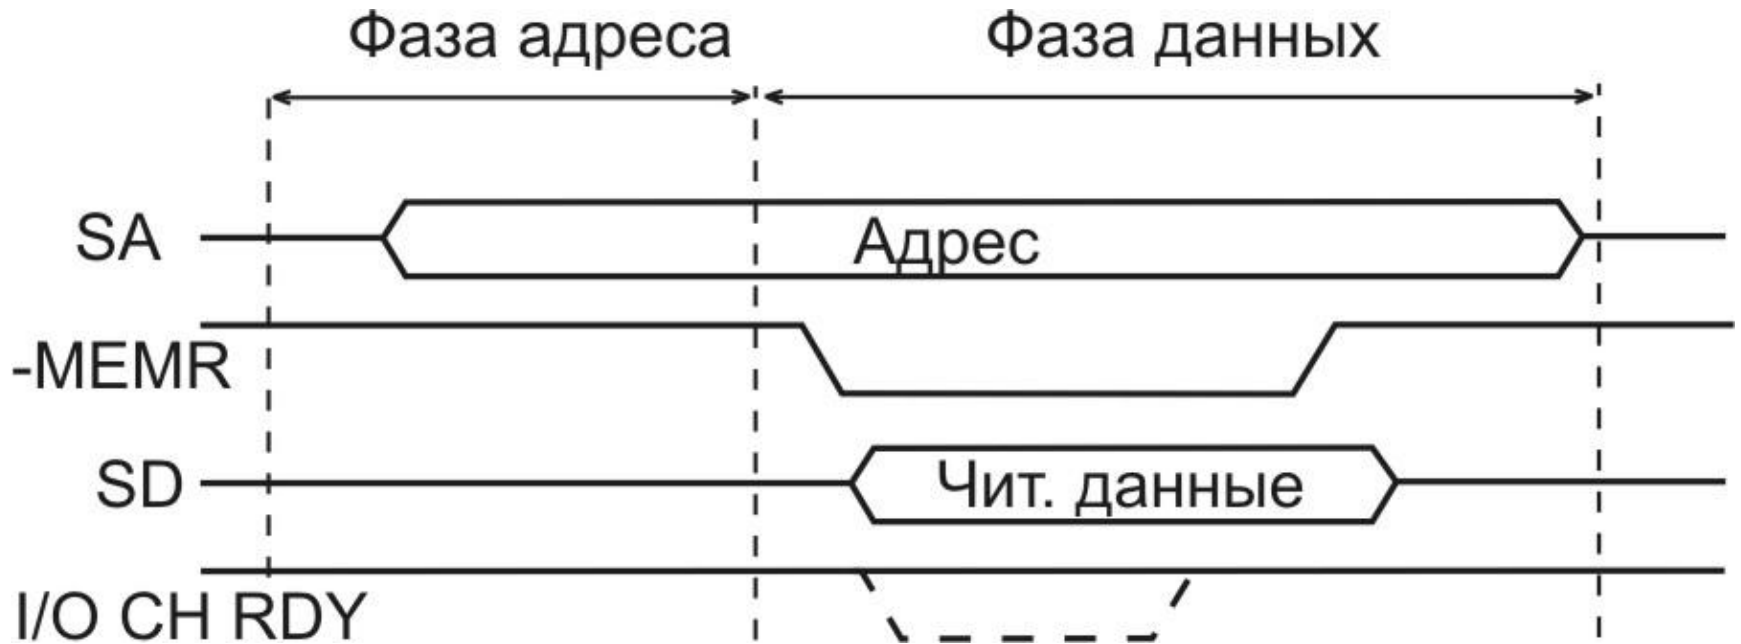 Фаза адреса Фаза данных
SA Адрес
-MEMR
SD Чит. данные
I/O CH RDY